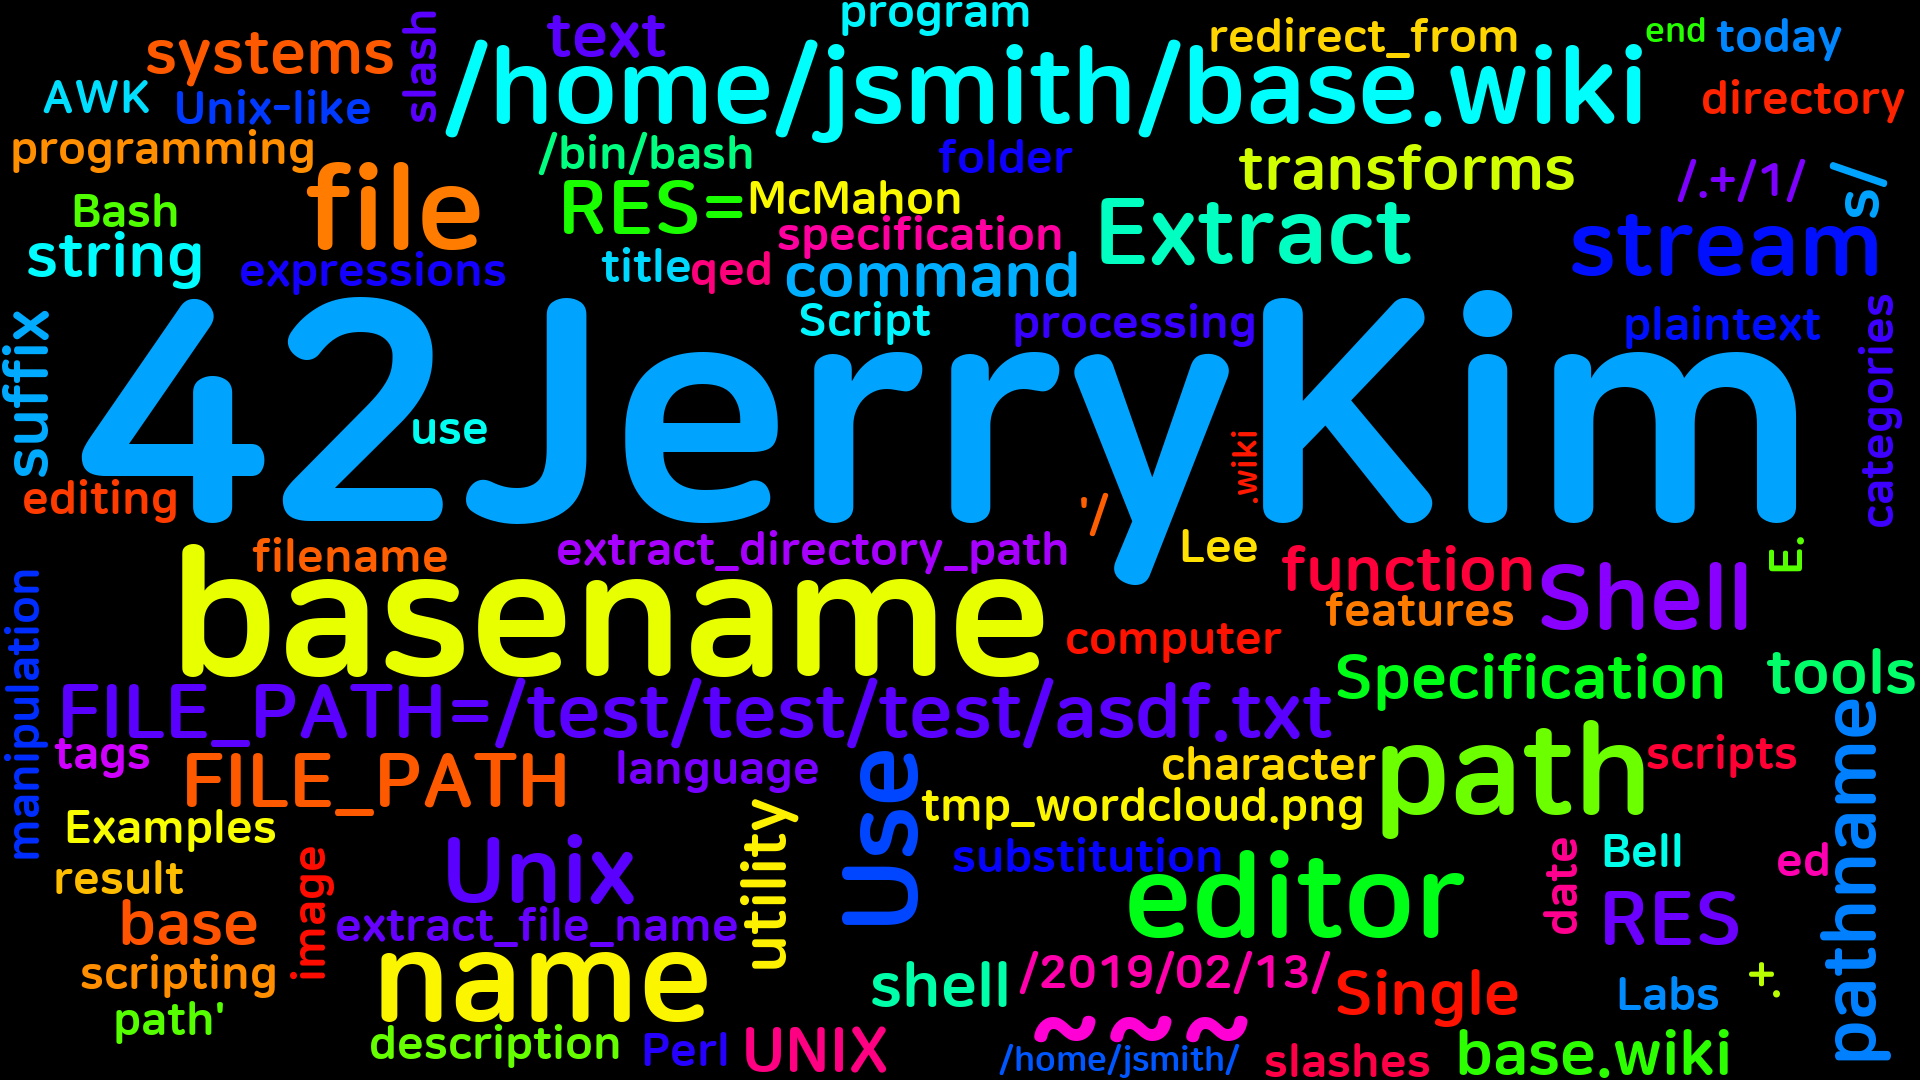 program
systems
slash
text
redirect_from
end
today
/home/jsmith/base.wiki
AWK
Unix-like
directory
programming
/bin/bash
folder
transforms
/.+/1/
s/
file
RES=
McMahon
Bash
specification
Extract
stream
string
expressions
title
qed
command
suffix
Script
processing
plaintext
categories
42JerryKim
use
.wiki
editing
'/
filename
extract_directory_path
Lee
E.
function
Shell
manipulation
basename
features
computer
Specification
tools
FILE_PATH=/test/test/test/asdf.txt
pathname
tags
FILE_PATH
language
Use
character
path
scripts
Examples
utility
tmp_wordcloud.png
result
image
Unix
substitution
editor
date
Bell
ed
base
extract_file_name
RES
scripting
name
shell
/2019/02/13/
Single
Labs
+.
path'
description
Perl
UNIX
~~~
/home/jsmith/
slashes
base.wiki